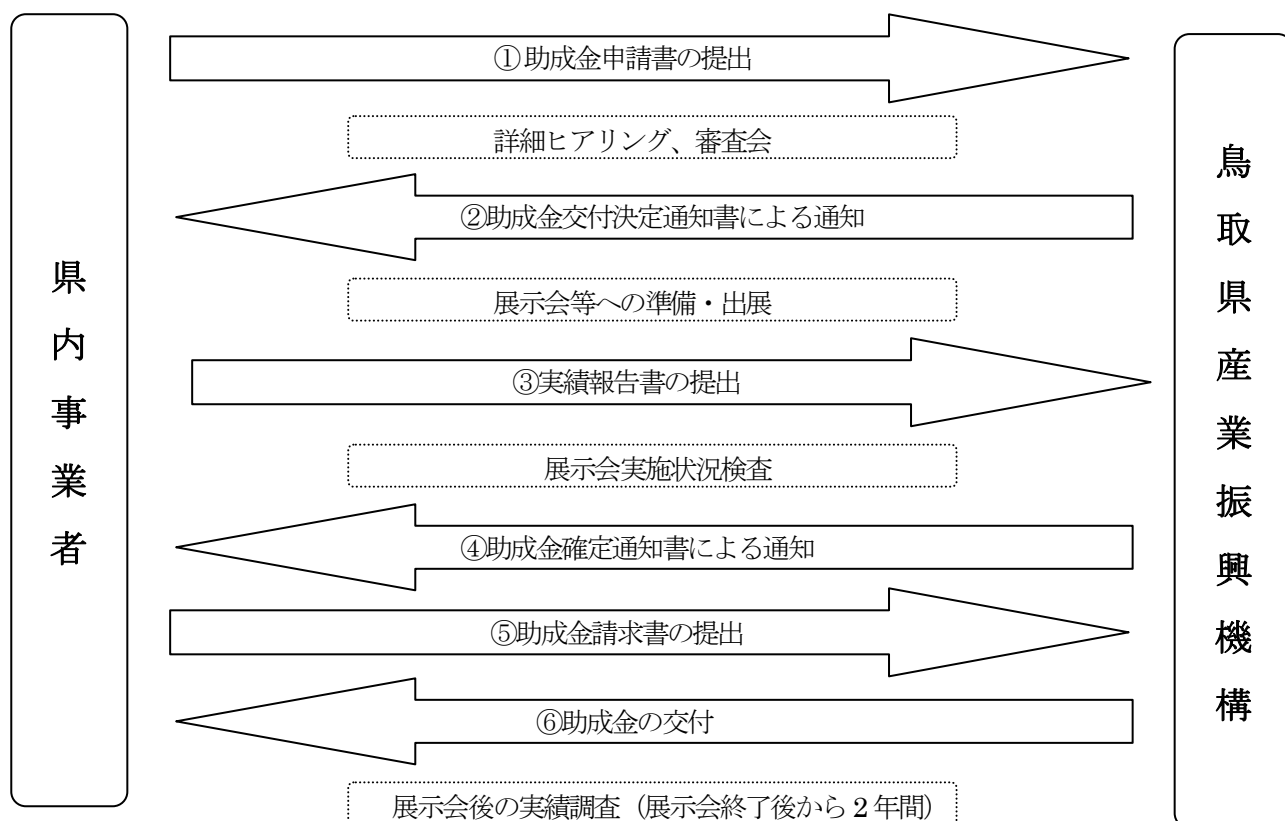 県内事業者
①助成金申請書の提出
詳細ヒアリング、審査会
②助成金交付決定通知書による通知
展示会等への準備・出展
③実績報告書の提出
展示会実施状況検査
④助成金確定通知書による通知
⑤助成金請求書の提出
⑥助成金の交付
展示会後の実績調査（展示会終了後から2年間）
鳥取県産業振興機構